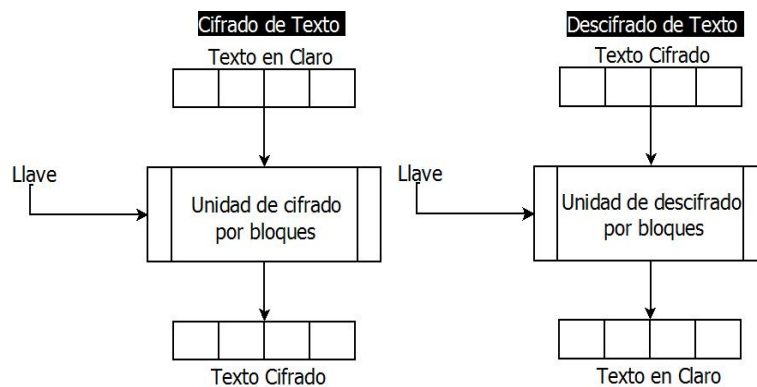 Cifrado de Texto
Texto en Claro
Llave
Unidad de cifrado
por bloques
Texto Cifrado
Descifrado de Texto
Texto Cifrado
Llave
Unidad de descifrado
por bloques
Texto en Claro